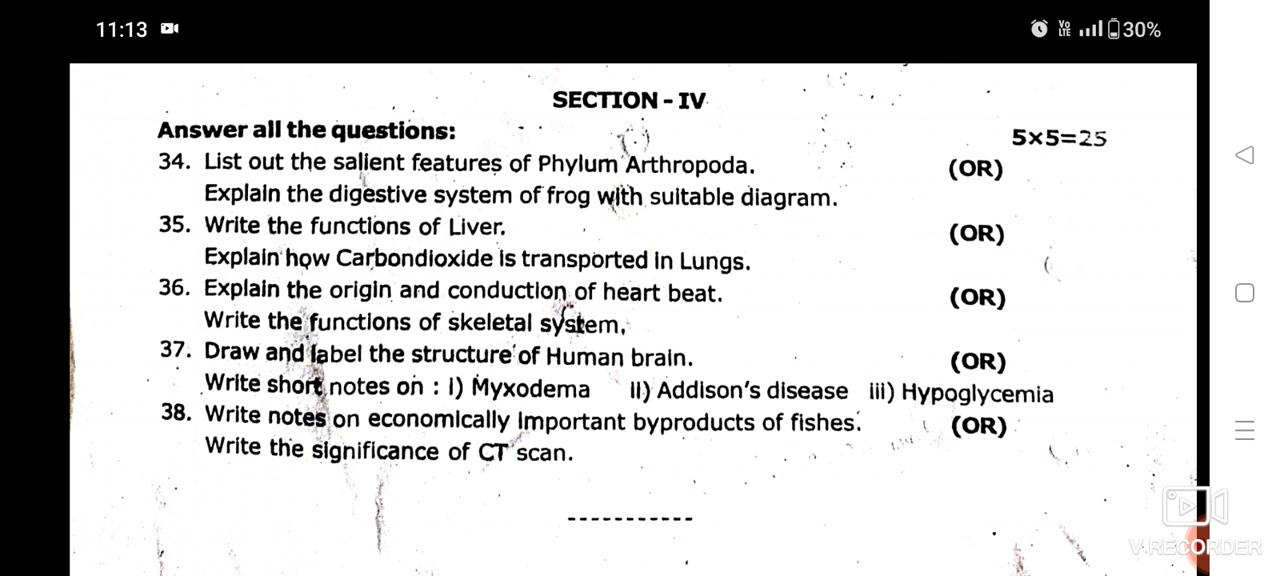 11:13
Vo LTE 30%
SECTION - IV
Answer all the questions:
5×5=25
34. List out the salient features of Phylum Arthropoda. (OR)
Explain the digestive system of frog with suitable diagram.
35. Write the functions of Liver. (OR)
Explain how Carbondioxide is transported in Lungs.
36. Explain the origin and conduction of heart beat. (OR)
Write the functions of skeletal system.
37. Draw and label the structure of Human brain. (OR)
Write short notes on : i) Myxodema ii) Addison's disease iii) Hypoglycemia
38. Write notes on economically important byproducts of fishes. (OR)
Write the significance of CT scan.
-----------
V.RECORDER